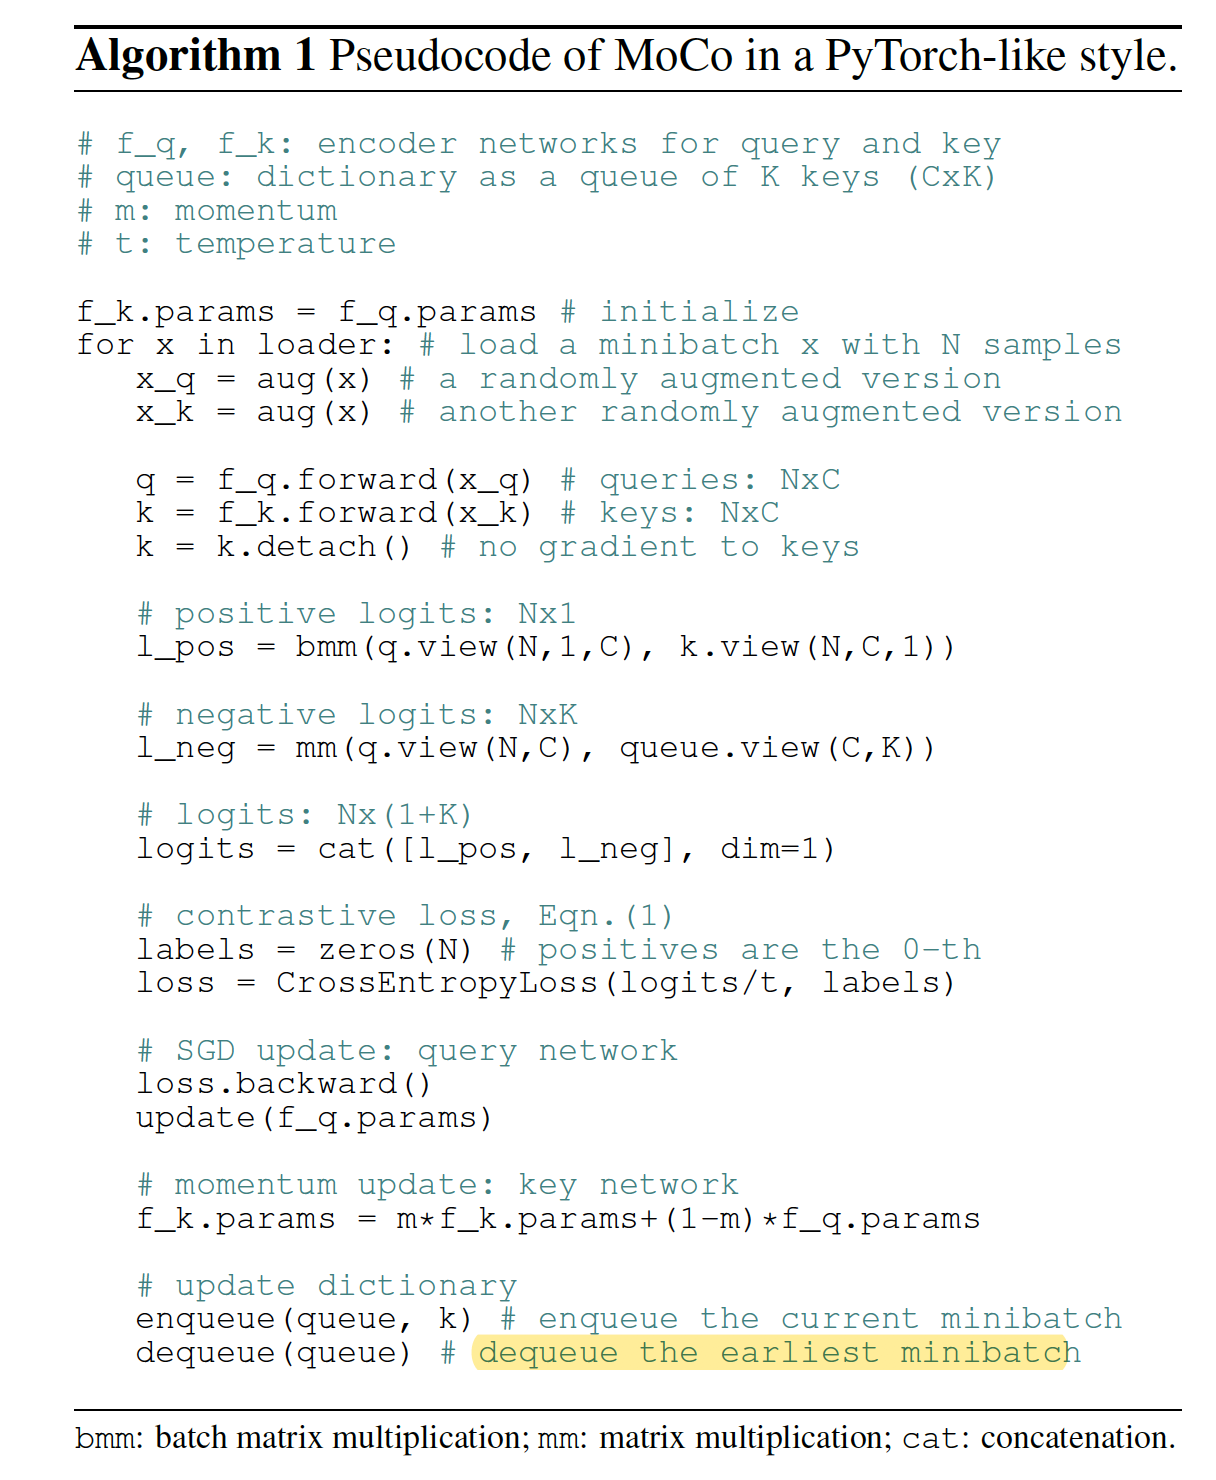 Algorithm 1 Pseudocode of MoCo in a PyTorch-like style.
# f_q, f_k: encoder networks for query and key
# queue: dictionary as a queue of K keys (CxK)
# m: momentum
# t: temperature
f_k.params = f_q.params # initialize
for x in loader: # load a minibatch x with N samples
   x_q = aug(x) # a randomly augmented version
   x_k = aug(x) # another randomly augmented version
   q = f_q.forward(x_q) # queries: NxC
   k = f_k.forward(x_k) # keys: NxC
   k = k.detach() # no gradient to keys
   # positive logits: Nx1
   l_pos = bmm(q.view(N,1,C), k.view(N,C,1))
   # negative logits: NxK
   l_neg = mm(q.view(N,C), queue.view(C,K))
   # logits: Nx(1+K)
   logits = cat([l_pos, l_neg], dim=1)
   # contrastive loss, Eqn.(1)
   labels = zeros(N) # positives are the 0-th
   loss = CrossEntropyLoss(logits/t, labels)
   # SGD update: query network
   loss.backward()
   update(f_q.params)
   # momentum update: key network
   f_k.params = m*f_k.params+(1-m)*f_q.params
   # update dictionary
   enqueue(queue, k) # enqueue the current minibatch
   dequeue(queue) # dequeue the earliest minibatch
bmm: batch matrix multiplication; mm: matrix multiplication; cat: concatenation.